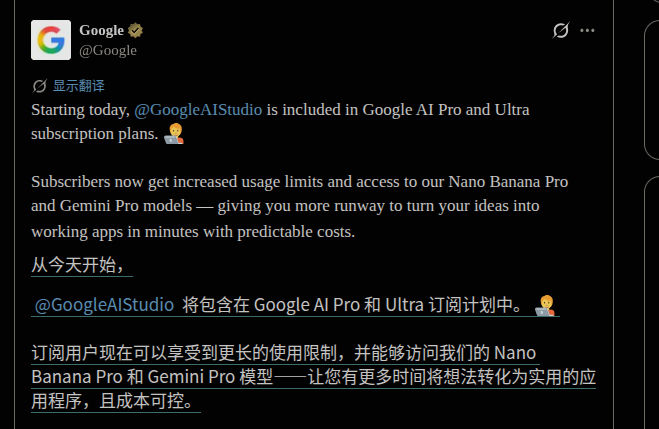 Google
@Google
显示翻译
Starting today, @GoogleAIStudio is included in Google AI Pro and Ultra
subscription plans. 🧑‍💻
Subscribers now get increased usage limits and access to our Nano Banana Pro
and Gemini Pro models — giving you more runway to turn your ideas into
working apps in minutes with predictable costs.
从今天开始，
@GoogleAIStudio 将包含在 Google AI Pro 和 Ultra 订阅计划中。 🧑‍💻
订阅用户现在可以享受到更长的使用限制，并能够访问我们的 Nano
Banana Pro 和 Gemini Pro 模型——让您有更多时间将想法转化为实用的应
用程序，且成本可控。